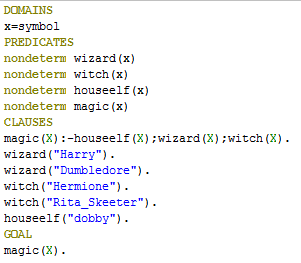 DOMAINS
x=symbol
PREDICATES
nondeterm wizard(x)
nondeterm witch(x)
nondeterm houseelf(x)
nondeterm magic(x)
CLAUSES
magic(X):-houseelf(X);wizard(X);witch(X).
wizard("Harry").
wizard("Dumbledore").
witch("Hermione").
witch("Rita_Skeeter").
houseelf("dobby").
GOAL
magic(X).